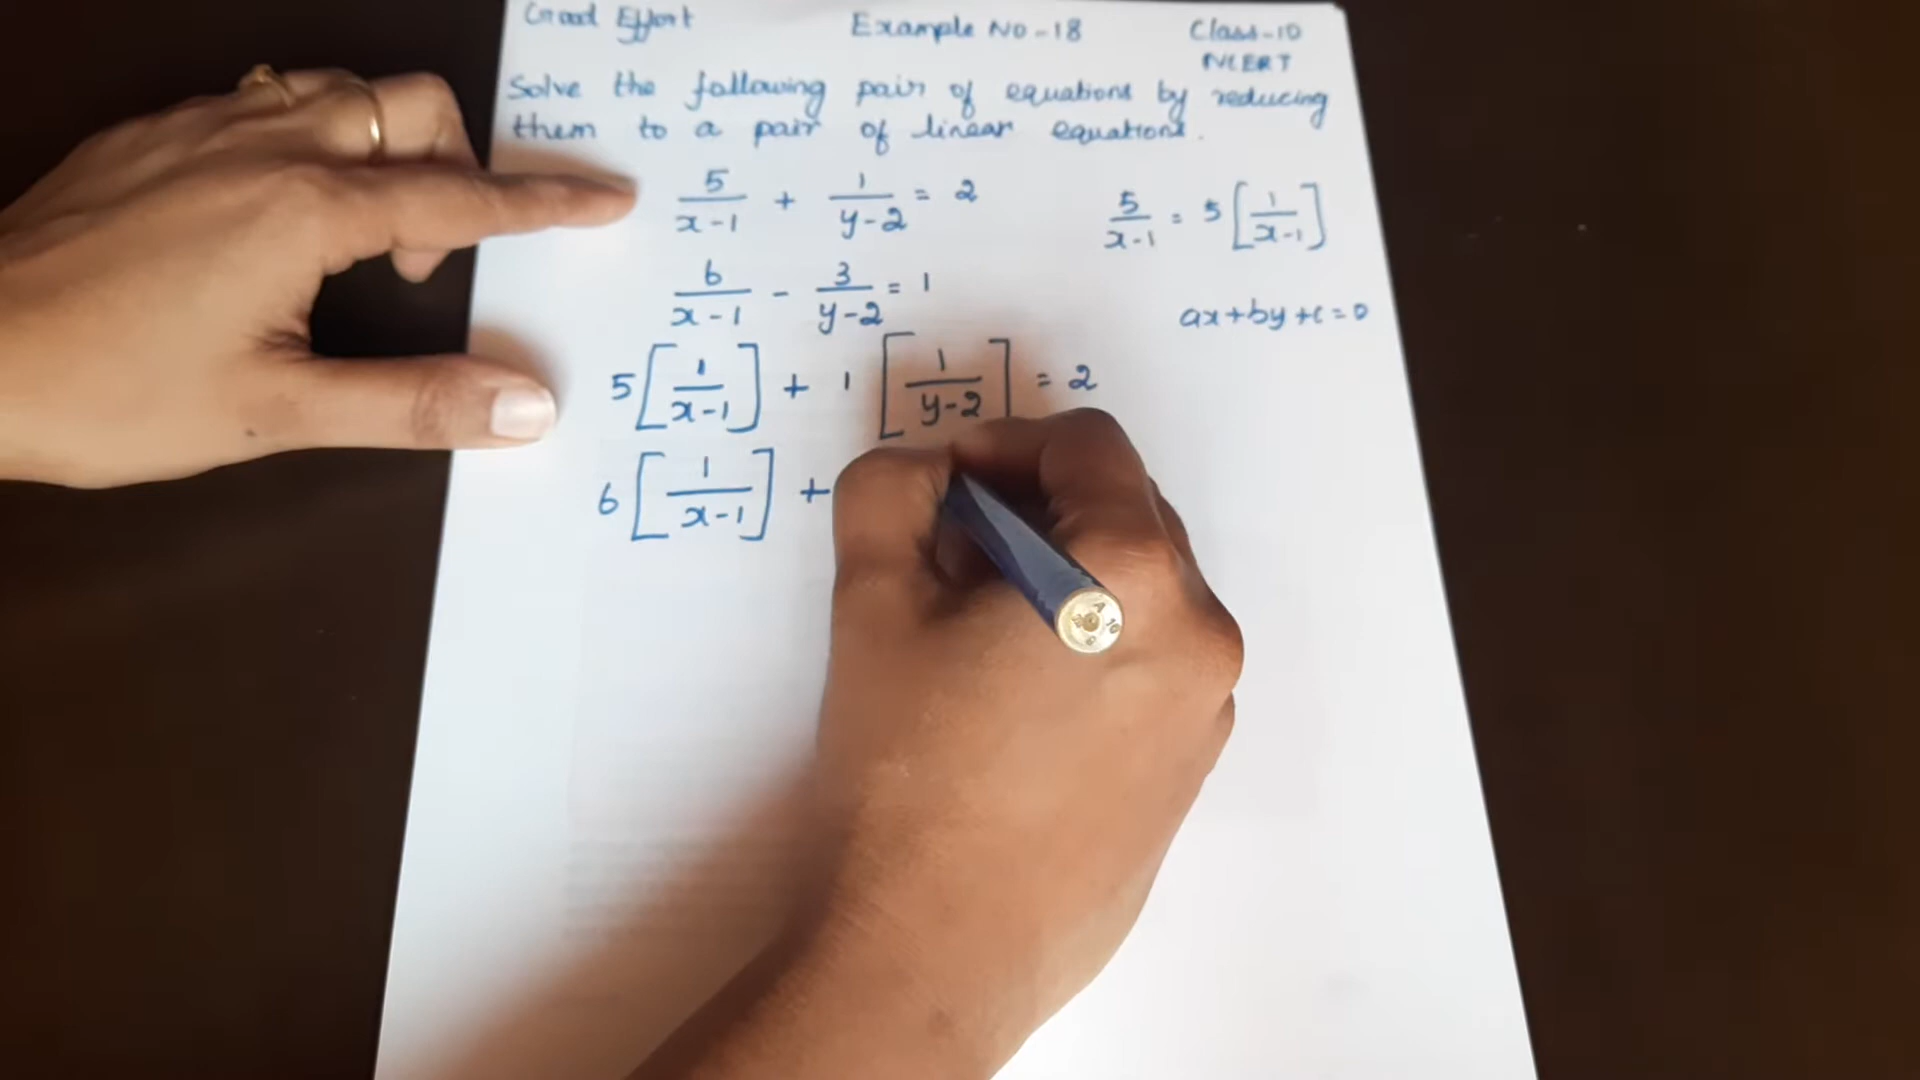 Good Effort Example No-18 Class-10
NCERT
Solve the following pair of equations by reducing
them to a pair of linear equations.
5/(x-1) + 1/(y-2) = 2
5/(x-1) = 5[1/(x-1)]
6/(x-1) - 3/(y-2) = 1
ax+by+c=0
5[1/(x-1)] + 1[1/(y-2)] = 2
6[1/(x-1)] +